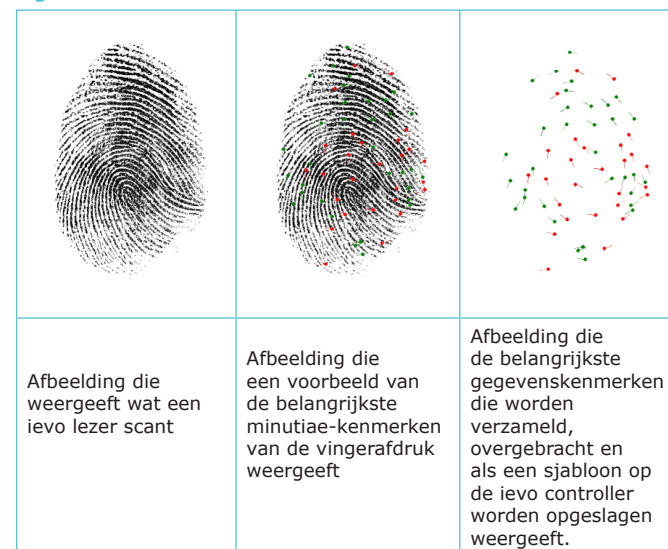 Afbeelding die
weergeeft wat een
ievo lezer scant
Afbeelding die
een voorbeeld van
de belangrijkste
minutiae-kenmerken
van de vingerafdruk
weergeeft
Afbeelding die
de belangrijkste
gegevenskenmerken
die worden
verzameld,
overgebracht en
als een sjabloon op
de ievo controller
worden opgeslagen
weergeeft.